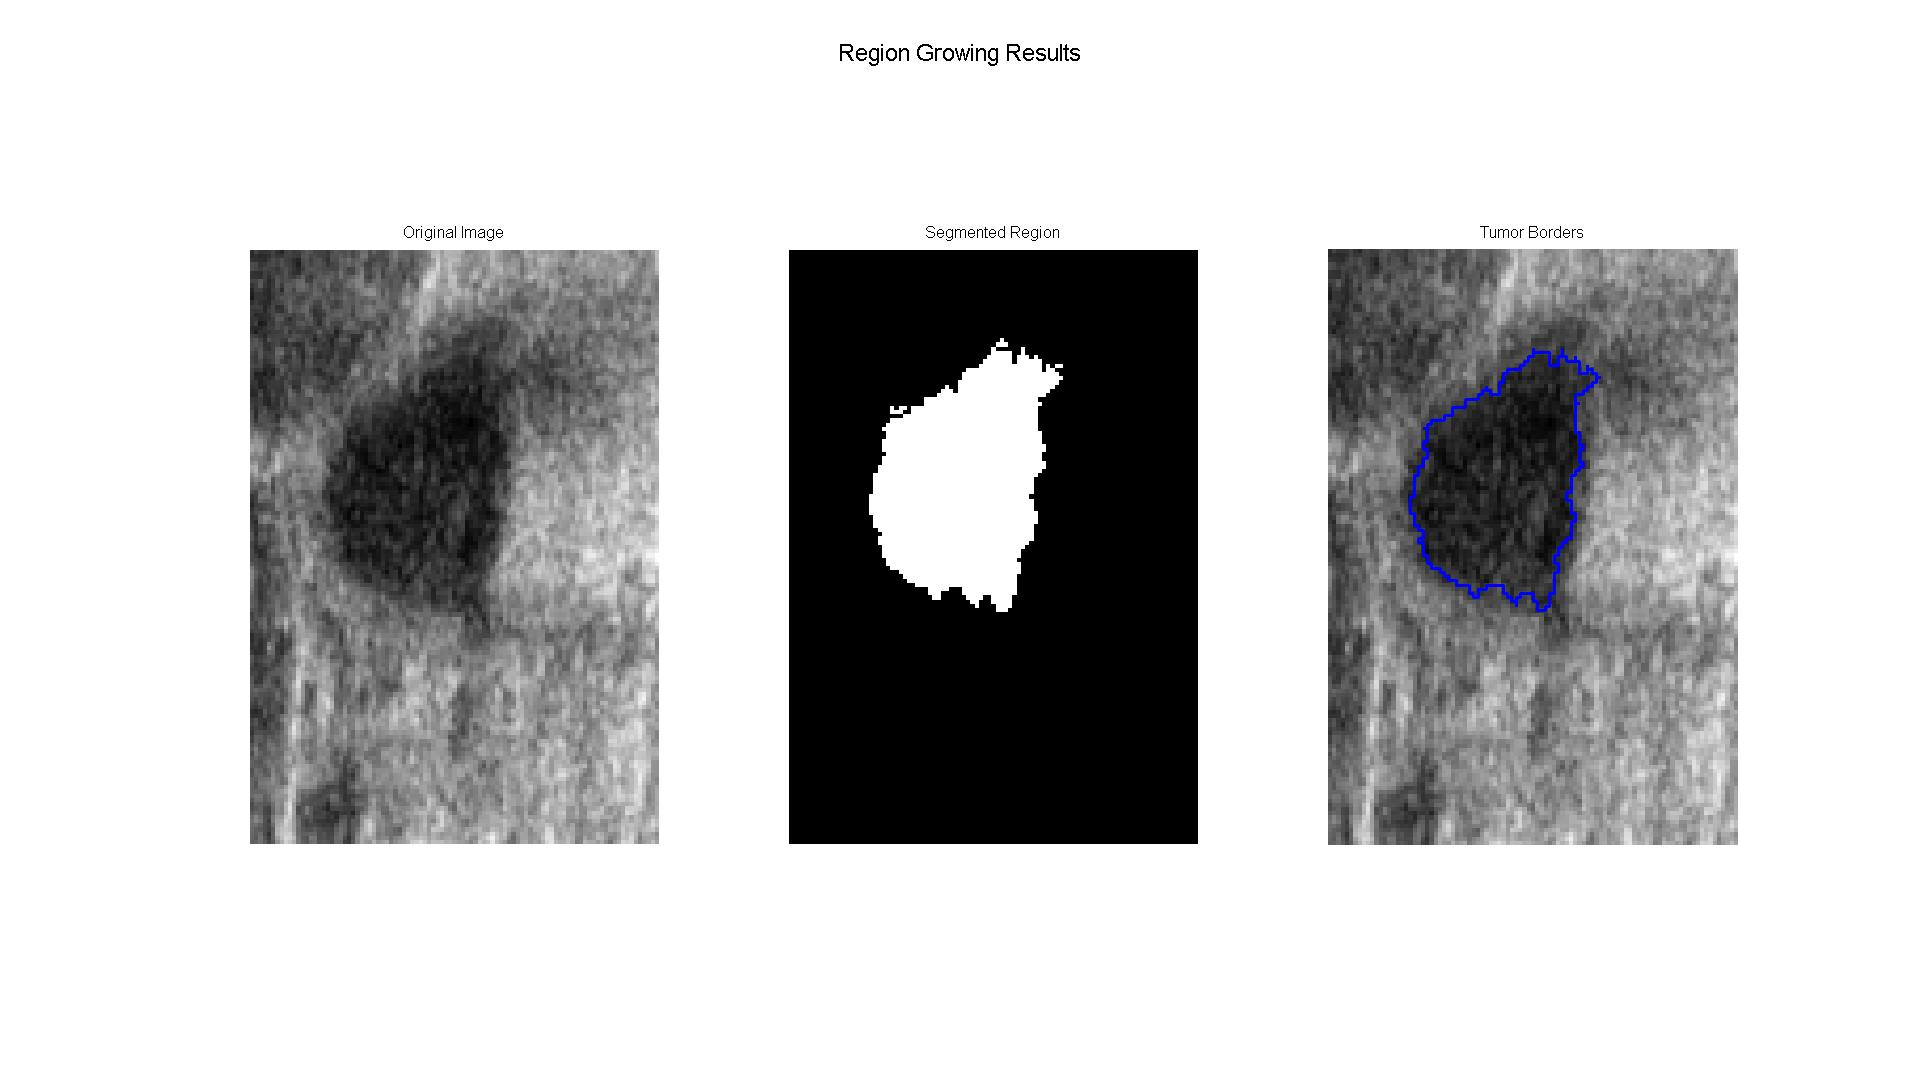 Region Growing Results
Original Image
Segmented Region
Tumor Borders